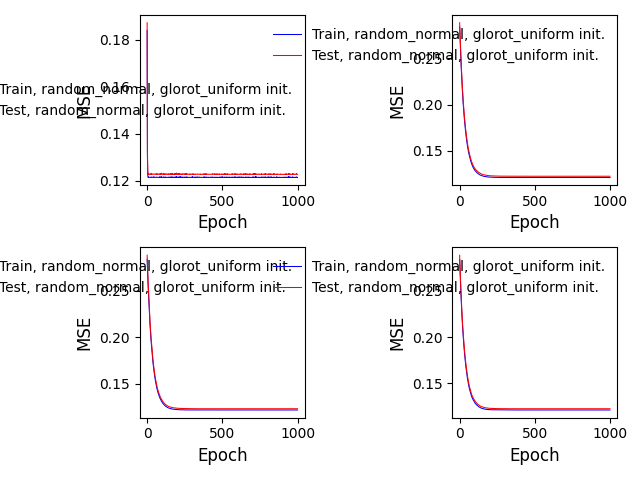 0.18
0.16
0.14
0.12
MSE
Train, random_normal, glorot_uniform init.
Test, random_normal, glorot_uniform init.
0 500 1000
Epoch
Train, random_normal, glorot_uniform init.
Test, random_normal, glorot_uniform init.
0.25
0.20
0.15
MSE
0 500 1000
Epoch
Train, random_normal, glorot_uniform init.
Test, random_normal, glorot_uniform init.
0.25
0.20
0.15
MSE
0 500 1000
Epoch
Train, random_normal, glorot_uniform init.
Test, random_normal, glorot_uniform init.
0.25
0.20
0.15
MSE
0 500 1000
Epoch